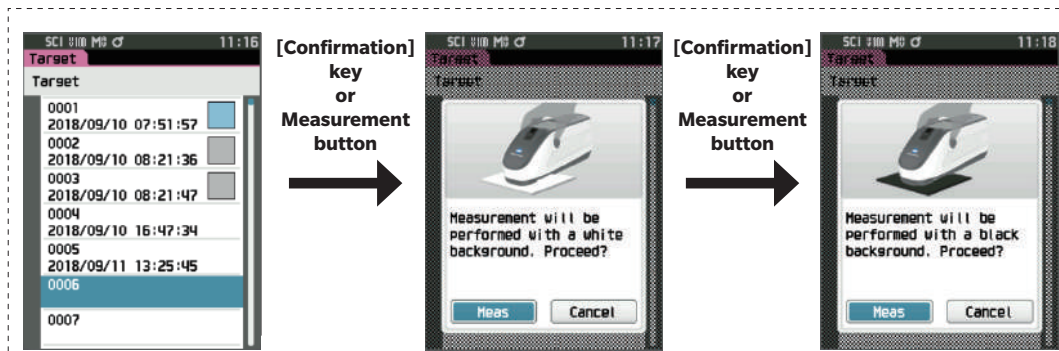 SCI M0 11:16
Target
Target
0001
2018/09/10 07:51:57
0002
2018/09/10 08:21:36
0003
2018/09/10 08:21:47
0004
2018/09/10 16:47:34
0005
2018/09/11 13:25:45
0006
0007
[Confirmation]
key
or
Measurement
button
SCI M0 11:17
Target
Target
Measurement will be
performed with a white
background. Proceed?
Meas Cancel
[Confirmation]
key
or
Measurement
button
SCI M0 11:18
Target
Target
Measurement will be
performed with a black
background. Proceed?
Meas Cancel